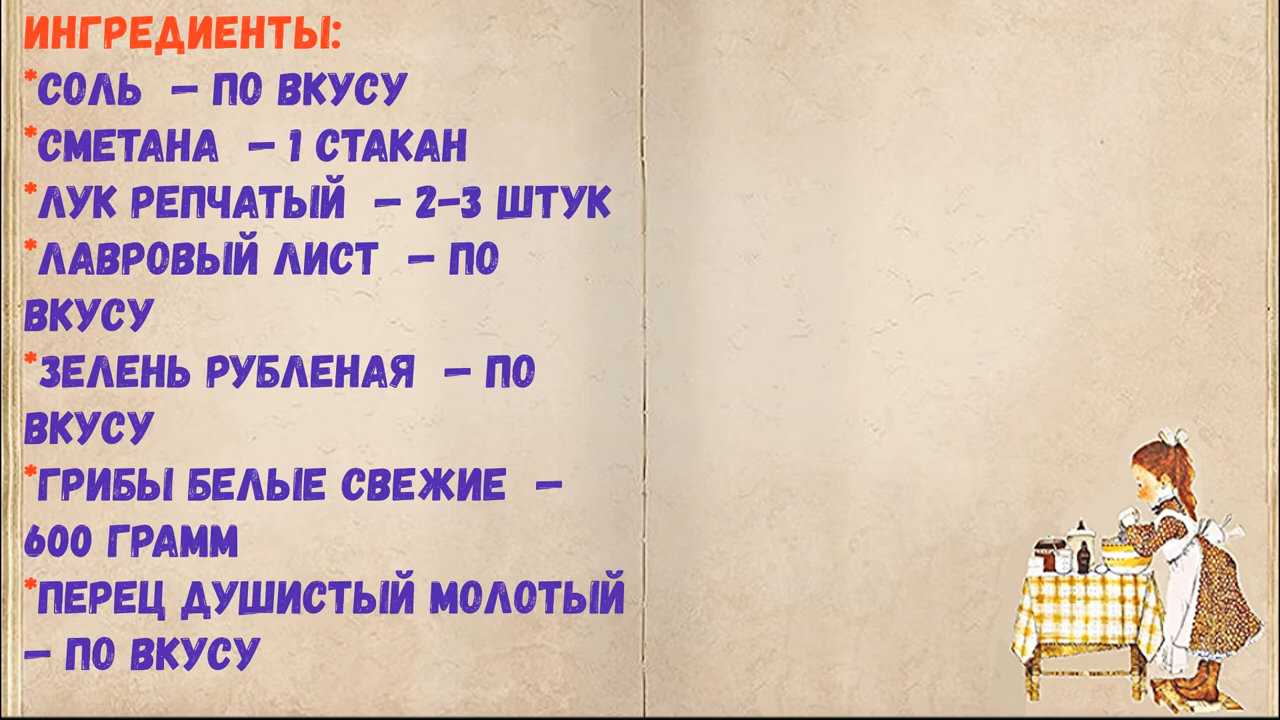 ИНГРЕДИЕНТЫ:
*СОЛЬ – ПО ВКУСУ
*СМЕТАНА – 1 СТАКАН
*ЛУК РЕПЧАТЫЙ – 2-3 ШТУК
*ЛАВРОВЫЙ ЛИСТ – ПО
ВКУСУ
*ЗЕЛЕНЬ РУБЛЕНАЯ – ПО
ВКУСУ
*ГРИБЫ БЕЛЫЕ СВЕЖИЕ –
600 ГРАММ
*ПЕРЕЦ ДУШИСТЫЙ МОЛОТЫЙ
– ПО ВКУСУ